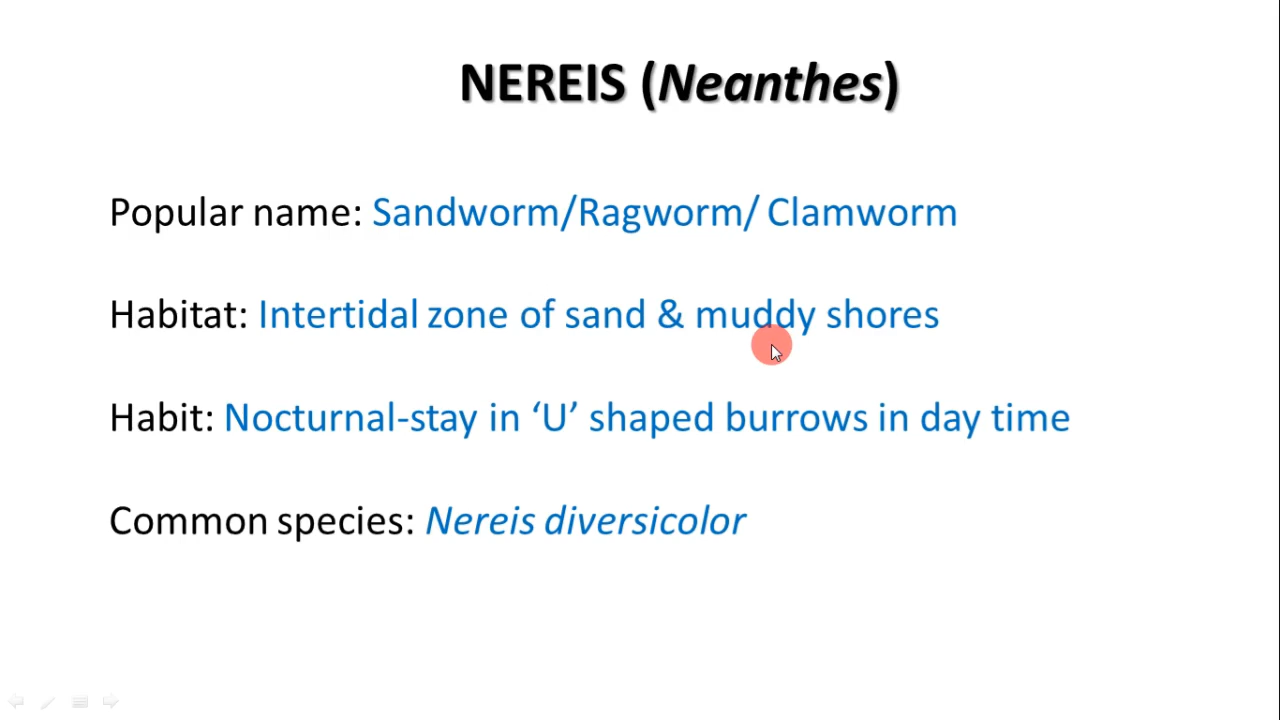 NEREIS (Neanthes)
Popular name: Sandworm/Ragworm/ Clamworm
Habitat: Intertidal zone of sand & muddy shores
Habit: Nocturnal-stay in ‘U’ shaped burrows in day time
Common species: Nereis diversicolor